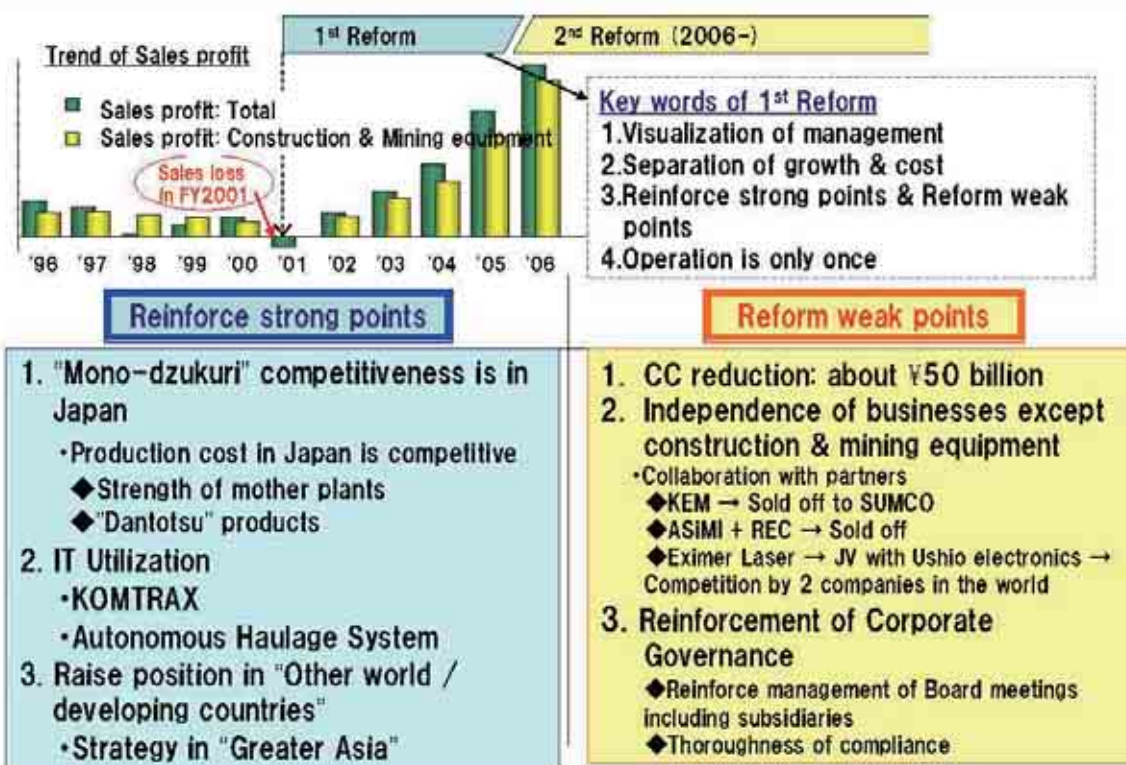 1st Reform
2nd Reform (2006-)
Trend of Sales profit
Sales profit: Total
Sales profit: Construction & Mining equipment
Sales loss
in FY2001
'96 '97 '98 '99 '00 '01 '02 '03 '04 '05 '06
Key words of 1st Reform
1.Visualization of management
2.Separation of growth & cost
3.Reinforce strong points & Reform weak
points
4.Operation is only once
Reinforce strong points
1. "Mono-dzukuri" competitiveness is in
Japan
・Production cost in Japan is competitive
◆Strength of mother plants
◆"Dantotsu" products
2. IT Utilization
・KOMTRAX
・Autonomous Haulage System
3. Raise position in "Other world /
developing countries"
・Strategy in "Greater Asia"
Reform weak points
1. CC reduction: about ¥50 billion
2. Independence of businesses except
construction & mining equipment
・Collaboration with partners
◆KEM → Sold off to SUMCO
◆ASiMI + REC → Sold off
◆Eximer Laser → JV with Ushio electronics →
Competition by 2 companies in the world
3. Reinforcement of Corporate
Governance
◆Reinforce management of Board meetings
including subsidiaries
◆Thoroughness of compliance